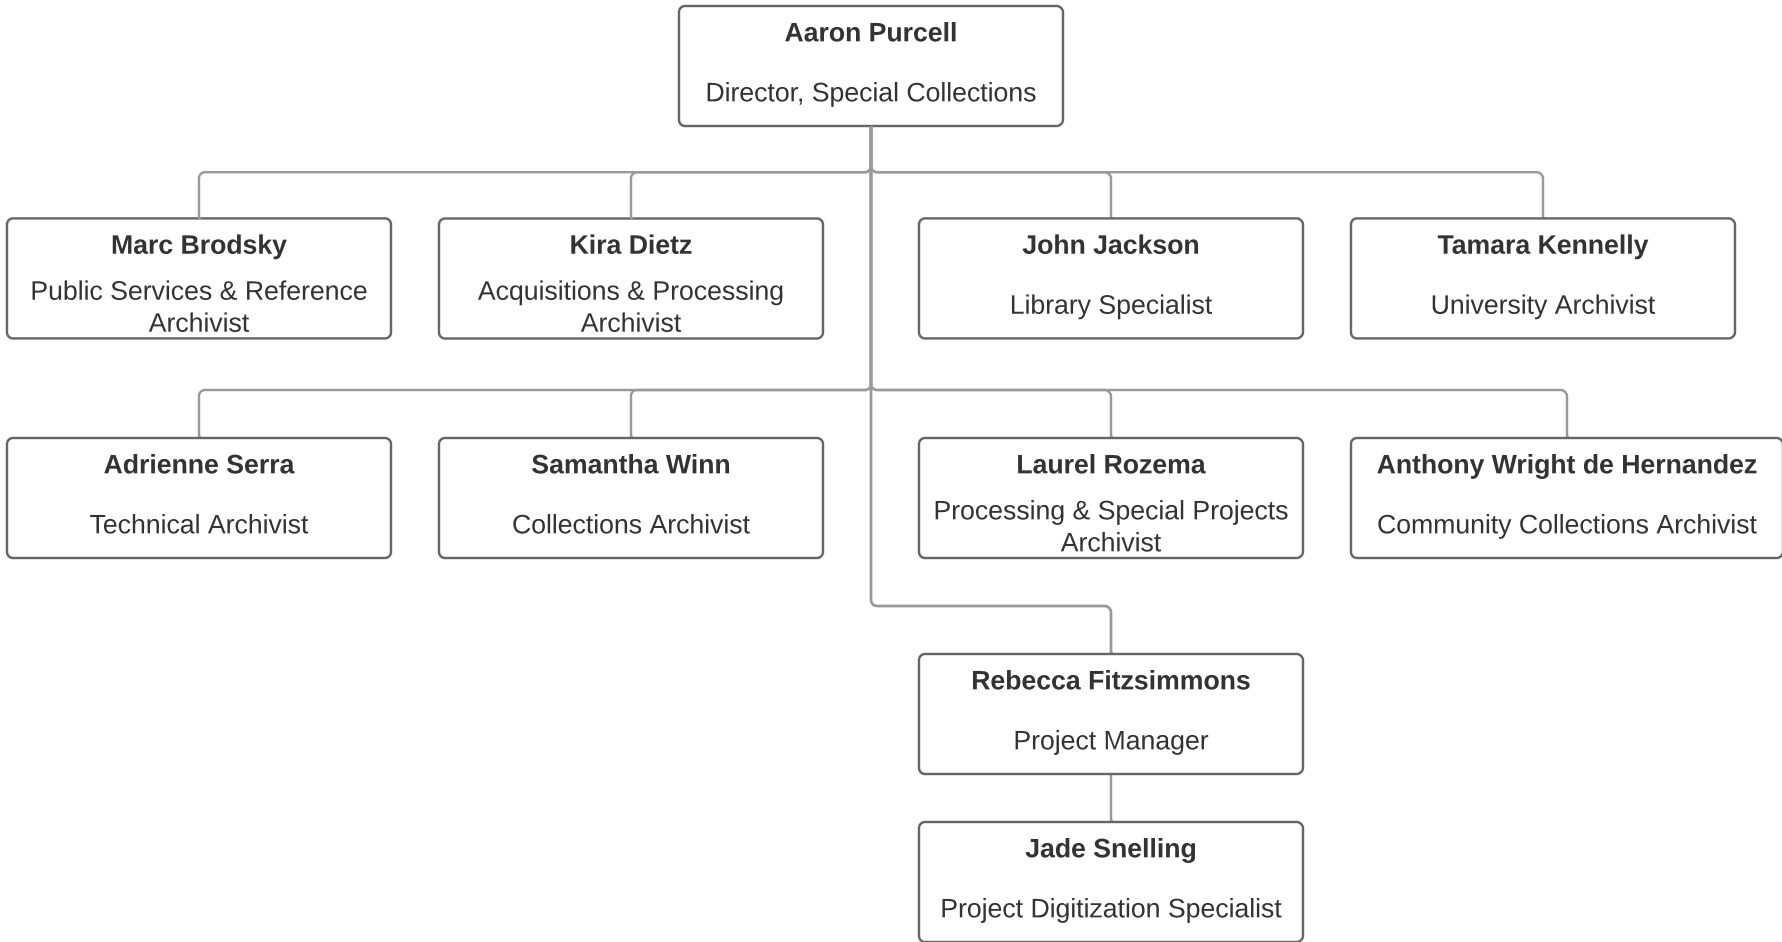 Aaron Purcell
Director, Special Collections
Marc Brodsky
Public Services & Reference
Archivist
Kira Dietz
Acquisitions & Processing
Archivist
John Jackson
Library Specialist
Tamara Kennelly
University Archivist
Adrienne Serra
Technical Archivist
Samantha Winn
Collections Archivist
Laurel Rozema
Processing & Special Projects
Archivist
Anthony Wright de Hernandez
Community Collections Archivist
Rebecca Fitzsimmons
Project Manager
Jade Snelling
Project Digitization Specialist